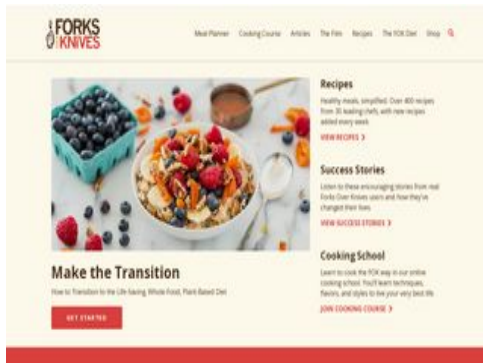 FORKS
OVER
KNIVES
Meal Planner Cooking Course Articles The Film Recipes The FOK Diet Shop
Recipes
Healthy meals, simplified. Over 400 recipes
from 35 leading chefs, with new recipes
added every week.
VIEW RECIPES >
Success Stories
Listen to these encouraging stories from real
Forks Over Knives users and how they've
changed their lives.
VIEW SUCCESS STORIES >
Cooking School
Learn to cook the FOK way in our online
cooking school. You'll learn techniques,
flavors, and styles to live your very best life.
JOIN COOKING COURSE >
Make the Transition
How to Transition to the Life-Saving, Whole Food, Plant-Based Diet
GET STARTED